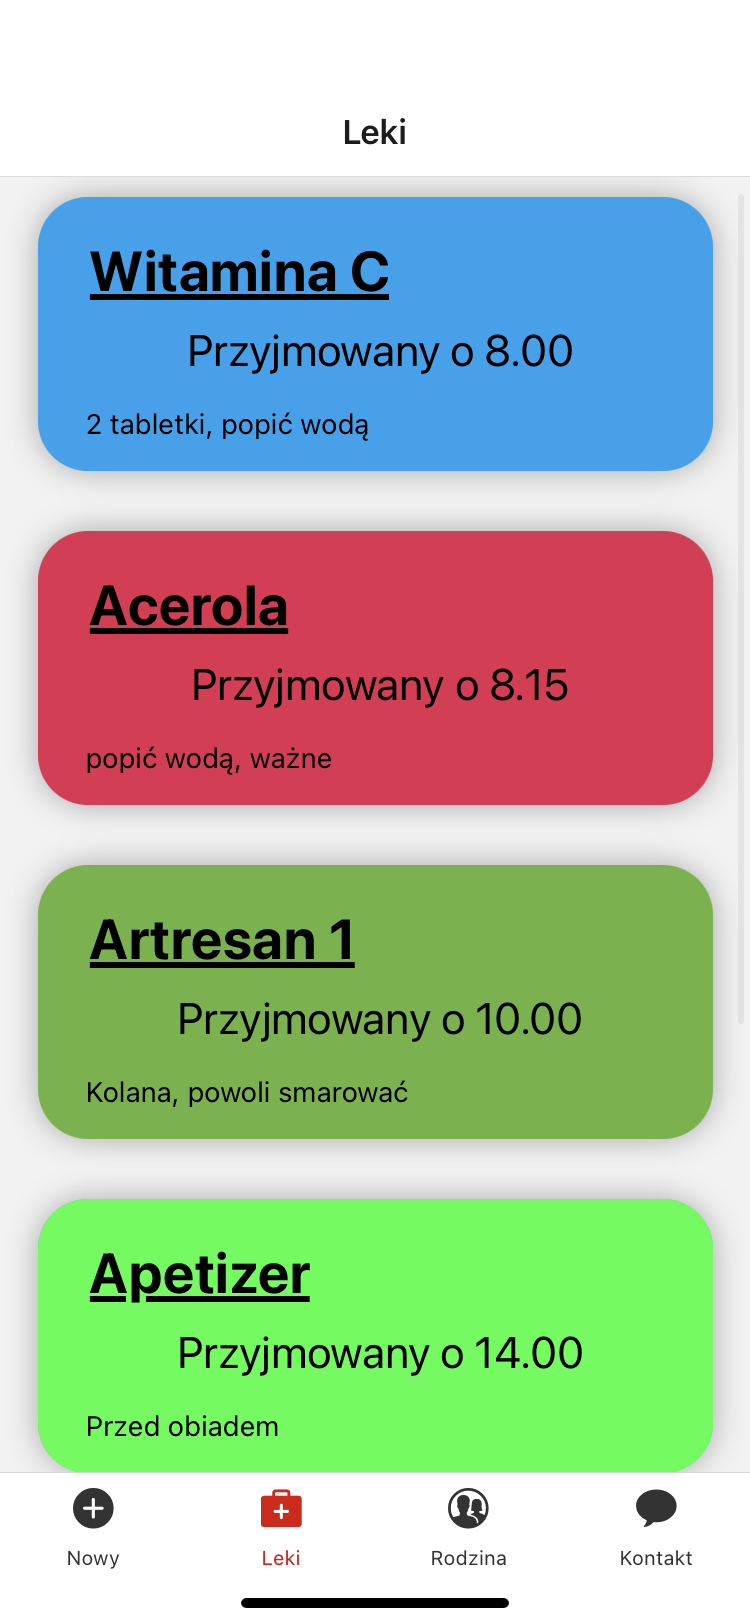 Leki
Witamina C
Przyjmowany o 8.00
2 tabletki, popić wodą
Acerola
Przyjmowany o 8.15
popić wodą, ważne
Artresan 1
Przyjmowany o 10.00
Kolana, powoli smarować
Apetizer
Przyjmowany o 14.00
Przed obiadem
Nowy
Leki
Rodzina
Kontakt